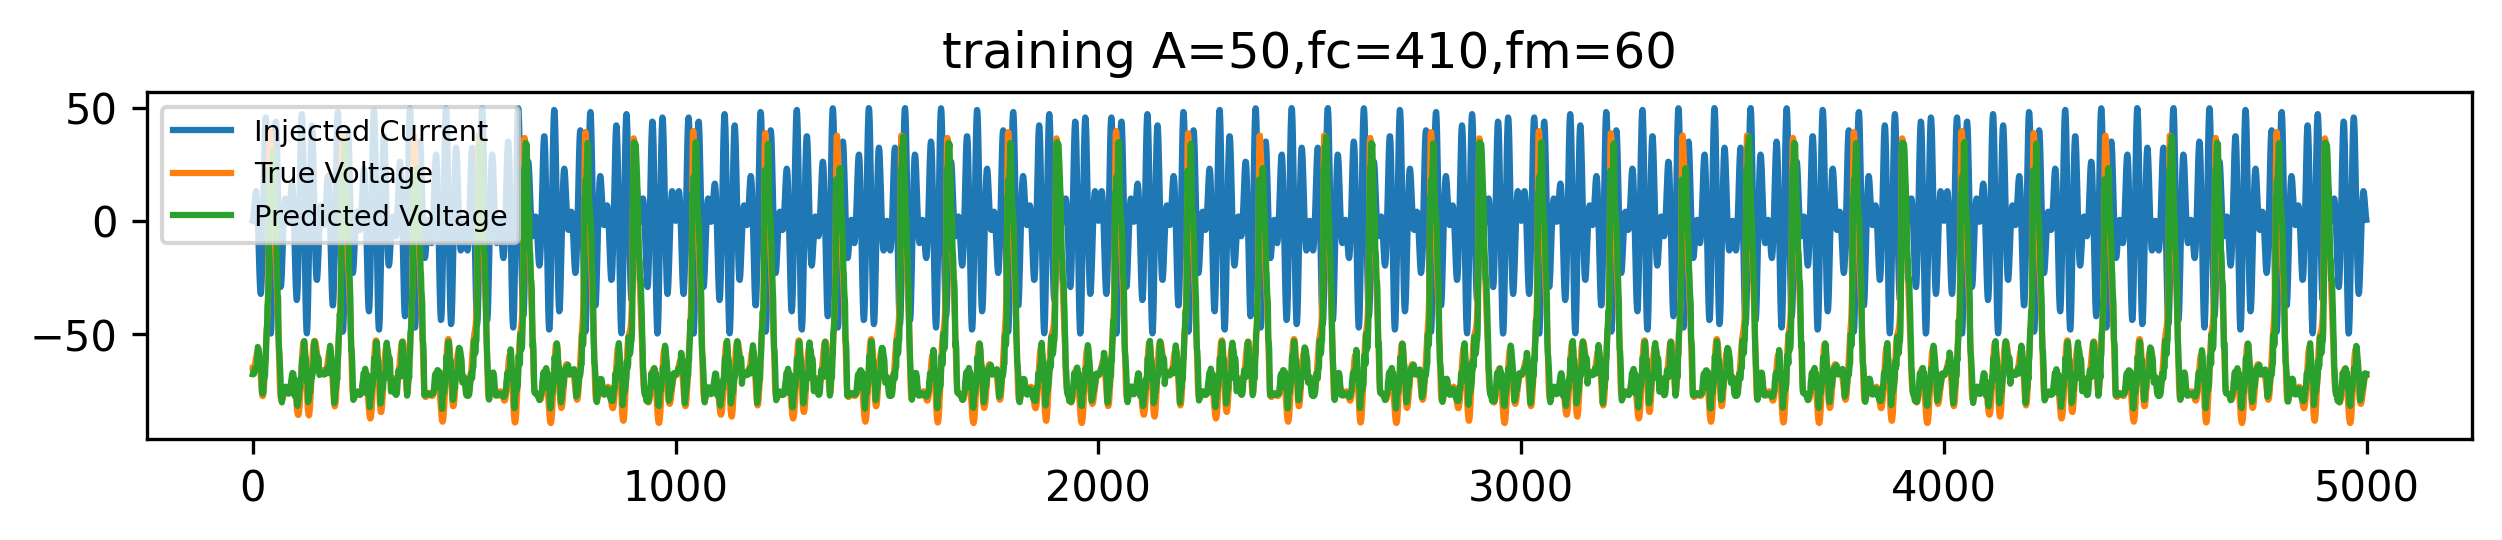 training A=50,fc=410,fm=60
50
0
−50
Injected Current
True Voltage
Predicted Voltage
0 1000 2000 3000 4000 5000